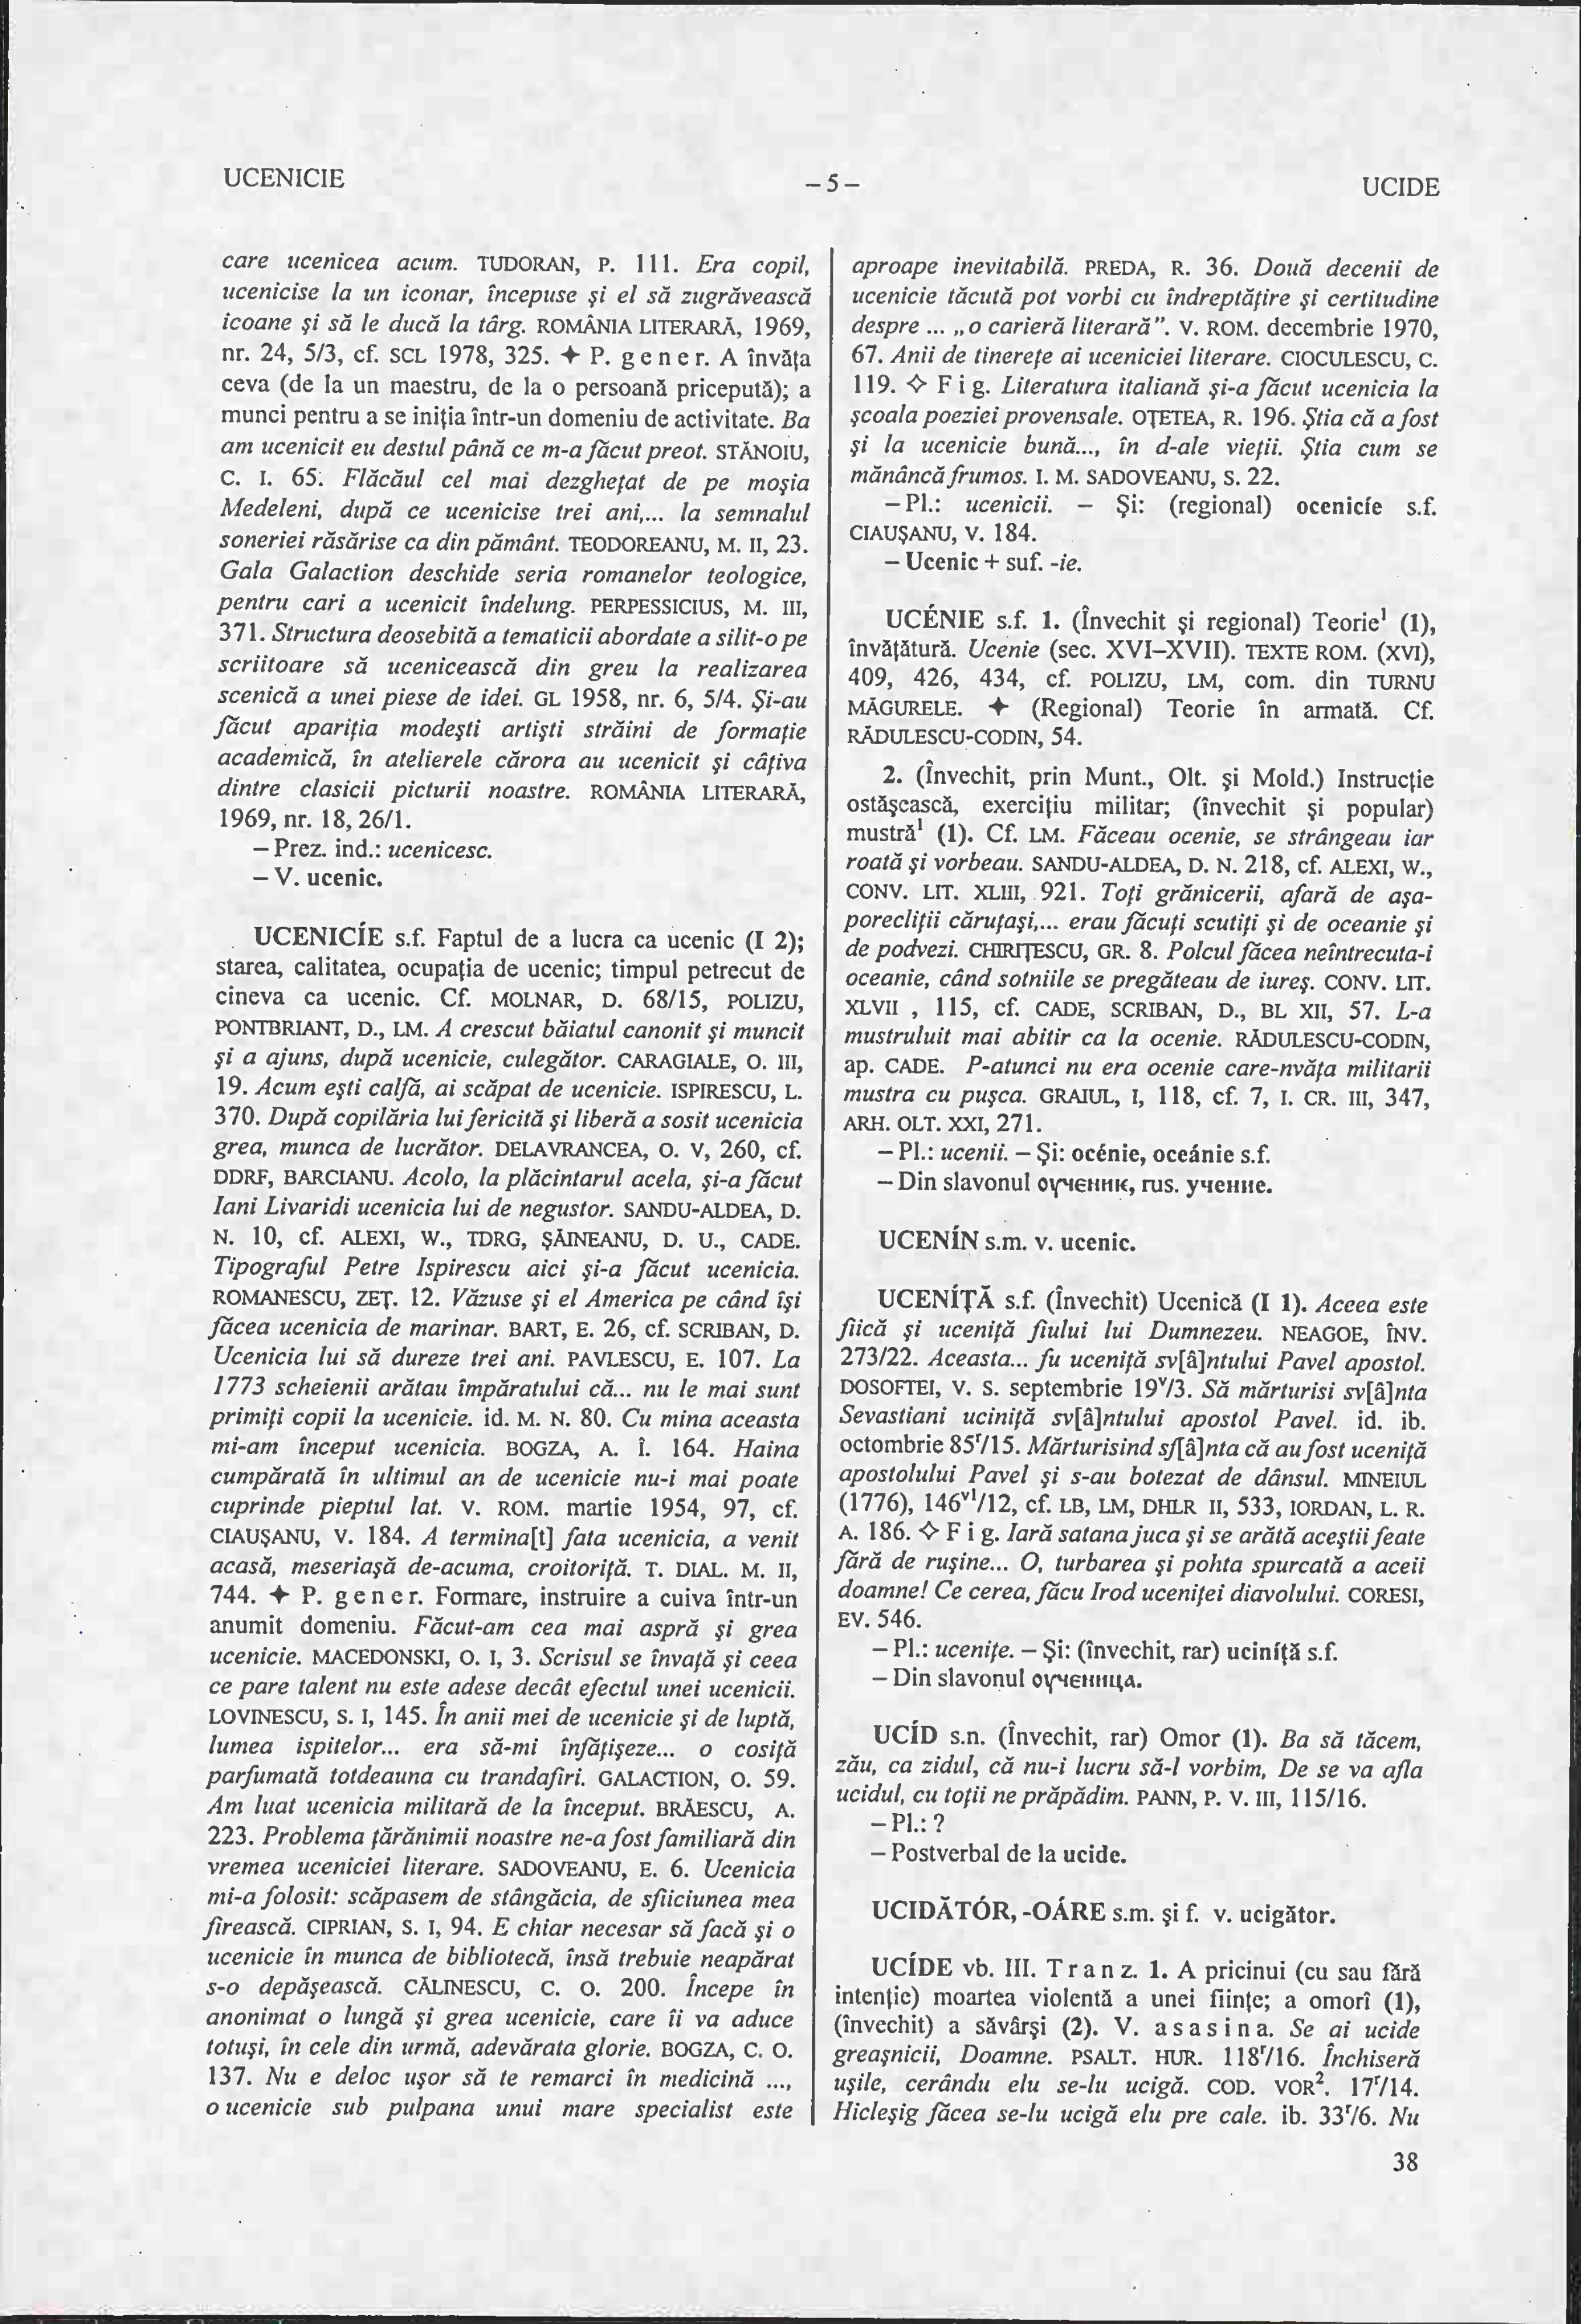 UCENICIE
– 5 –
UCIDE
care ucenicea acum. TUDORAN, P. 111. Era copil,
ucenicise la un iconar, începuse şi el să zugrăvească
icoane şi să le ducă la târg. ROMÂNIA LITERARĂ, 1969,
nr. 24, 5/3, cf. SCL 1978, 325. ✦ P. g e n e r. A învăţa
ceva (de la un maestru, de la o persoană pricepută); a
munci pentru a se iniţia într-un domeniu de activitate. Ba
am ucenicit eu destul până ce m-a făcut preot. STĂNOIU,
C. I. 65. Flăcăul cel mai dezgheţat de pe moşia
Medeleni, după ce ucenicise trei ani,... la semnalul
soneriei răsărise ca din pământ. TEODOREANU, M. II, 23.
Gala Galaction deschide seria romanelor teologice,
pentru cari a ucenicit îndelung. PERPESSICIUS, M. III,
371. Structura deosebită a tematicii abordate a silit-o pe
scriitoare să ucenicească din greu la realizarea
scenică a unei piese de idei. GL 1958, nr. 6, 5/4. Şi-au
făcut apariţia modeşti artişti străini de formaţie
academică, în atelierele cărora au ucenicit şi câţiva
dintre clasicii picturii noastre. ROMÂNIA LITERARĂ,
1969, nr. 18, 26/1.
– Prez. ind.: ucenicesc.
– V. ucenic.
UCENICÍE s.f. Faptul de a lucra ca ucenic (I 2);
starea, calitatea, ocupaţia de ucenic; timpul petrecut de
cineva ca ucenic. Cf. MOLNAR, D. 68/15, POLIZU,
PONTBRIANT, D., LM. A crescut băiatul canonit şi muncit
şi a ajuns, după ucenicie, culegător. CARAGIALE, O. III,
19. Acum eşti calfă, ai scăpat de ucenicie. ISPIRESCU, L.
370. După copilăria lui fericită şi liberă a sosit ucenicia
grea, munca de lucrător. DELAVRANCEA, O. V, 260, cf.
DDRF, BARCIANU. Acolo, la plăcintarul acela, şi-a făcut
Iani Livaridi ucenicia lui de negustor. SANDU-ALDEA, D.
N. 10, cf. ALEXI, W., TDRG, ŞĂINEANU, D. U., CADE.
Tipograful Petre Ispirescu aici şi-a făcut ucenicia.
ROMANESCU, ZEŢ. 12. Văzuse şi el America pe când îşi
făcea ucenicia de marinar. BART, E. 26, cf. SCRIBAN, D.
Ucenicia lui să dureze trei ani. PAVLESCU, E. 107. La
1773 scheienii arătau împăratului că... nu le mai sunt
primiţi copii la ucenicie. id. M. N. 80. Cu mina aceasta
mi-am început ucenicia. BOGZA, A. Î. 164. Haina
cumpărată în ultimul an de ucenicie nu-i mai poate
cuprinde pieptul lat. V. ROM. martie 1954, 97, cf.
CIAUŞANU, V. 184. A termina[t] fata ucenicia, a venit
acasă, meseriaşă de-acuma, croitoriţă. T. DIAL. M. II,
744. ✦ P. g e n e r. Formare, instruire a cuiva într-un
anumit domeniu. Făcut-am cea mai aspră şi grea
ucenicie. MACEDONSKI, O. I, 3. Scrisul se învaţă şi ceea
ce pare talent nu este adese decât efectul unei ucenicii.
LOVINESCU, S. I, 145. În anii mei de ucenicie şi de luptă,
lumea ispitelor... era să-mi înfăţişeze... o cosiţă
parfumată totdeauna cu trandafiri. GALACTION, O. 59.
Am luat ucenicia militară de la început. BRĂESCU, A.
223. Problema ţărănimii noastre ne-a fost familiară din
vremea uceniciei literare. SADOVEANU, E. 6. Ucenicia
mi-a folosit: scăpasem de stângăcia, de sfiiciunea mea
firească. CIPRIAN, S. I, 94. E chiar necesar să facă şi o
ucenicie în munca de bibliotecă, însă trebuie neapărat
s-o depăşească. CĂLINESCU, C. O. 200. Începe în
anonimat o lungă şi grea ucenicie, care îi va aduce
totuşi, în cele din urmă, adevărata glorie. BOGZA, C. O.
137. Nu e deloc uşor să te remarci în medicină ...,
o ucenicie sub pulpana unui mare specialist este
aproape inevitabilă. PREDA, R. 36. Două decenii de
ucenicie tăcută pot vorbi cu îndreptăţire şi certitudine
despre ... „o carieră literară”. V. ROM. decembrie 1970,
67. Anii de tinereţe ai uceniciei literare. CIOCULESCU, C.
119. ✧ F i g. Literatura italiană şi-a făcut ucenicia la
şcoala poeziei provensale. OŢETEA, R. 196. Ştia că a fost
şi la ucenicie bună..., în d-ale vieţii. Ştia cum se
mănâncă frumos. I. M. SADOVEANU, S. 22.
– Pl.: ucenicii. – Şi: (regional) ocenicíe s.f.
CIAUŞANU, V. 184.
– Ucenic + suf. -ie.
UCÉNIE s.f. 1. (Învechit şi regional) Teorie¹ (1),
învăţătură. Ucenie (sec. XVI–XVII). TEXTE ROM. (XVI),
409, 426, 434, cf. POLIZU, LM, com. din TURNU
MĂGURELE. ✦ (Regional) Teorie în armată. Cf.
RĂDULESCU-CODIN, 54.
2. (Învechit, prin Munt., Olt. şi Mold.) Instrucţie
ostăşească, exerciţiu militar; (învechit şi popular)
mustră¹ (1). Cf. LM. Făceau ocenie, se strângeau iar
roată şi vorbeau. SANDU-ALDEA, D. N. 218, cf. ALEXI, W.,
CONV. LIT. XLIII, 921. Toţi grănicerii, afară de aşa-
porecliţii căruţaşi,... erau făcuţi scutiţi şi de oceanie şi
de podvezi. CHIRIŢESCU, GR. 8. Polcul făcea neîntrecuta-i
oceanie, când sotniile se pregăteau de iureş. CONV. LIT.
XLVII , 115, cf. CADE, SCRIBAN, D., BL XII, 57. L-a
mustruluit mai abitir ca la ocenie. RĂDULESCU-CODIN,
ap. CADE. P-atunci nu era ocenie care-nvăţa militarii
mustra cu puşca. GRAIUL, I, 118, cf. 7, I. CR. III, 347,
ARH. OLT. XXI, 271.
– Pl.: ucenii. – Şi: océnie, oceánie s.f.
– Din slavonul оученик, rus. учение.
UCENÍN s.m. v. ucenic.
UCENÍŢĂ s.f. (Învechit) Ucenică (I 1). Aceea este
fiică şi uceniţă fiului lui Dumnezeu. NEAGOE, ÎNV.
273/22. Aceasta... fu uceniţă sv[â]ntului Pavel apostol.
DOSOFTEI, V. S. septembrie 19ᵛ/3. Să mărturisi sv[â]nta
Sevastiani uciniţă sv[â]ntului apostol Pavel. id. ib.
octombrie 85ʳ/15. Mărturisind sf[â]nta că au fost uceniţă
apostolului Pavel şi s-au botezat de dânsul. MINEIUL
(1776), 146ᵛ¹/12, cf. LB, LM, DHLR II, 533, IORDAN, L. R.
A. 186. ✧ F i g. Iară satana juca şi se arătă aceştii feate
fără de ruşine... O, turbarea şi pohta spurcată a aceii
doamne! Ce cerea, făcu Irod uceniţei diavolului. CORESI,
EV. 546.
– Pl.: uceniţe. – Şi: (învechit, rar) uciníţă s.f.
– Din slavonul оученица.
UCÍD s.n. (Învechit, rar) Omor (1). Ba să tăcem,
zău, ca zidul, că nu-i lucru să-l vorbim, De se va afla
ucidul, cu toţii ne prăpădim. PANN, P. V. III, 115/16.
– Pl.: ?
– Postverbal de la ucide.
UCIDĂTÓR, -OÁRE s.m. şi f. v. ucigător.
UCÍDE vb. III. T r a n z. 1. A pricinui (cu sau fără
intenţie) moartea violentă a unei fiinţe; a omorî (1),
(învechit) a săvârşi (2). V. a s a s i n a. Se ai ucide
greaşnicii, Doamne. PSALT. HUR. 118ʳ/16. Închiseră
uşile, cerându elu se-lu ucigă. COD. VOR². 17ʳ/14.
Hicleşig făcea se-lu ucigă elu pre cale. ib. 33ʳ/6. Nu
38